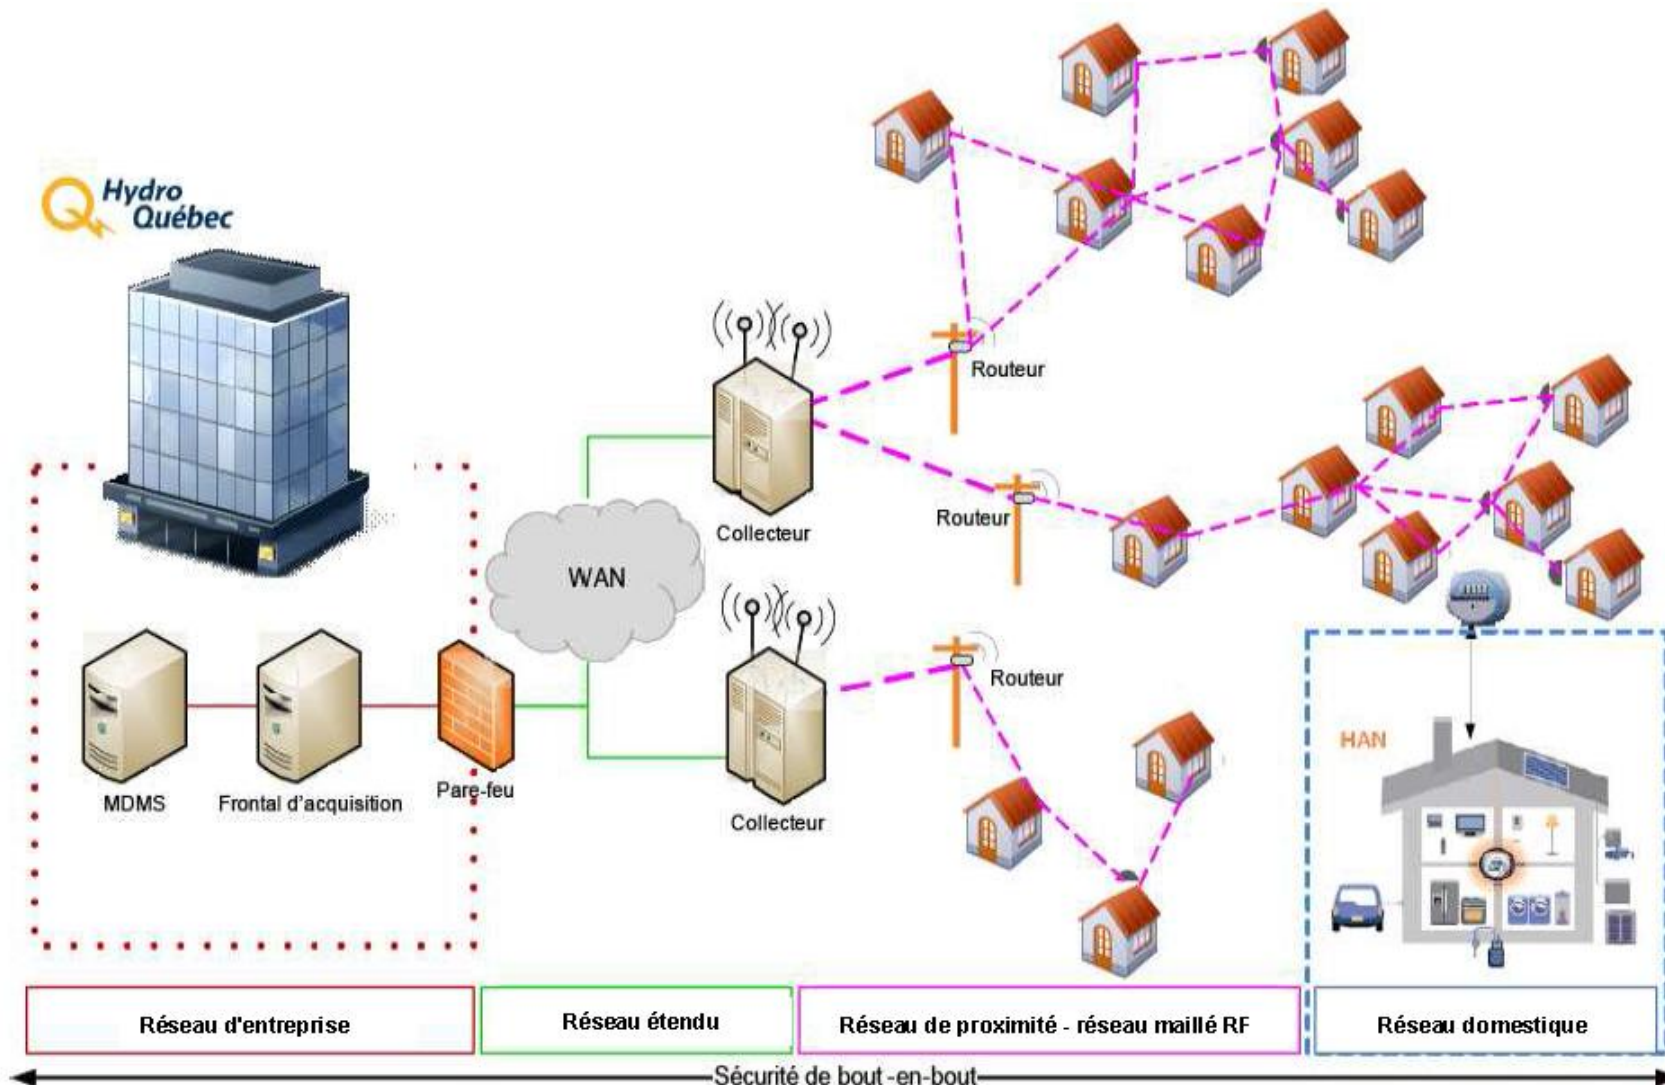 Hydro
Québec
Routeur
Collecteur
Routeur
WAN
Routeur
HAN
MDMS
Frontal d'acquisition
Pare-feu
Collecteur
Réseau d'entreprise
Réseau étendu
Réseau de proximité - réseau maillé RF
Réseau domestique
Sécurité de bout-en-bout